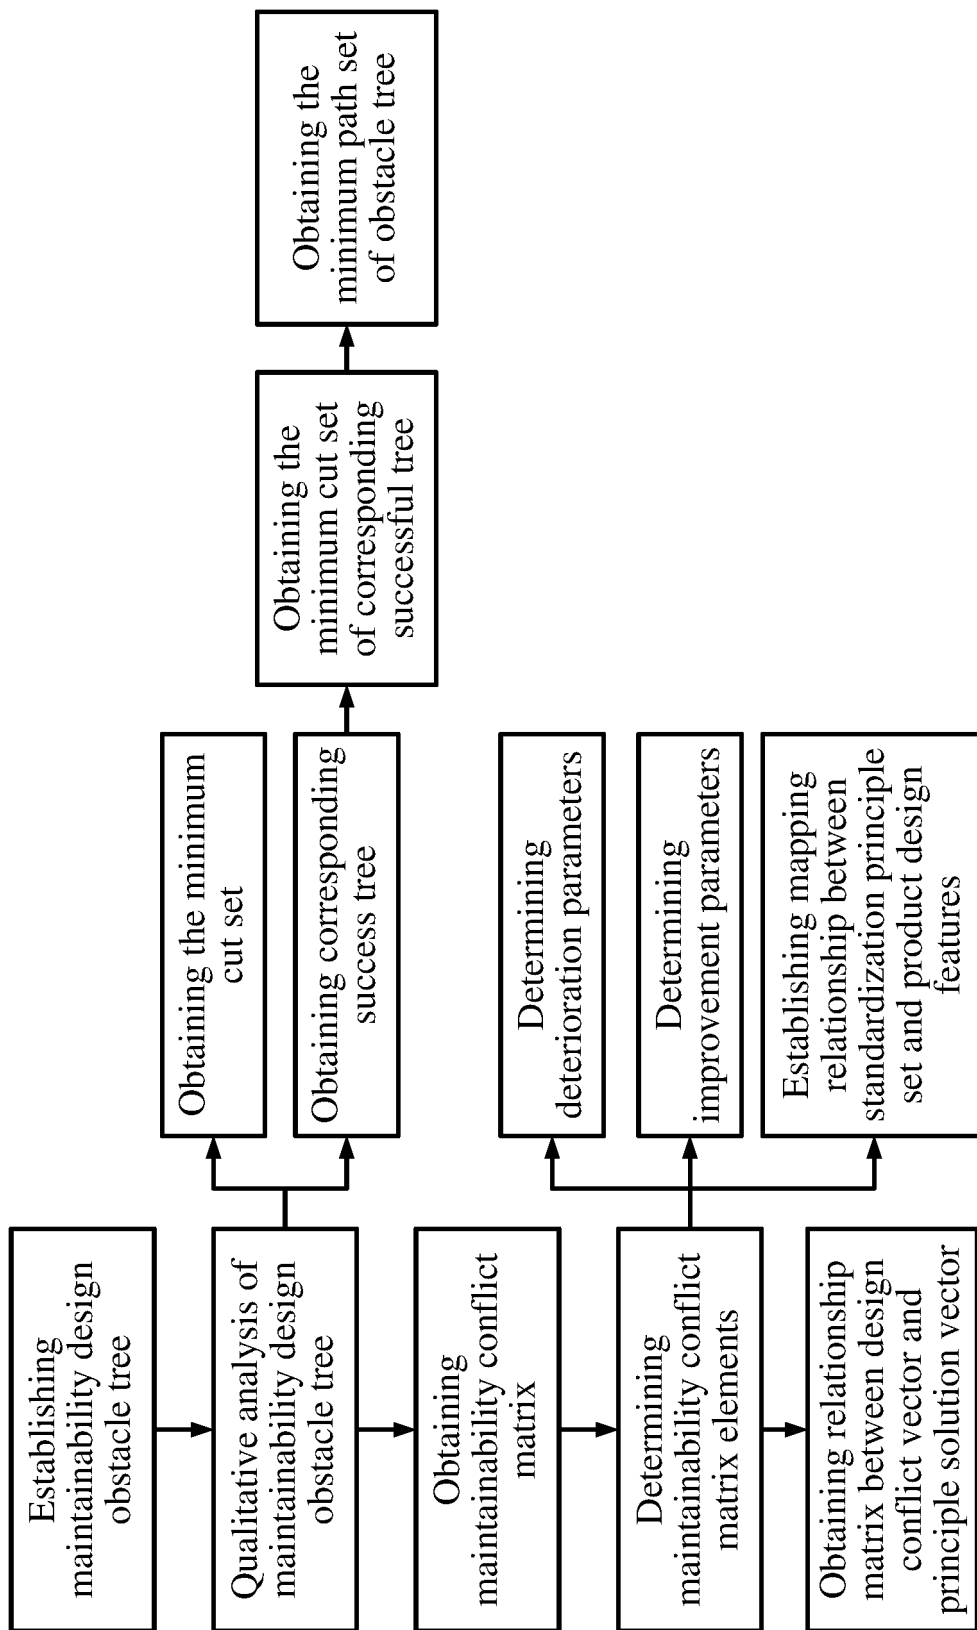 Establishing
maintainability design
obstacle tree
Qualitative analysis of
maintainability design
obstacle tree
Obtaining the minimum
cut set
Obtaining corresponding
success tree
Obtaining the
minimum cut set
of corresponding
successful tree
Obtaining the
minimum path set
of obstacle tree
Obtaining
maintainability conflict
matrix
Determining
maintainability conflict
matrix elements
Determining
deterioration parameters
Determining
improvement parameters
Establishing mapping
relationship between
standardization principle
set and product design
features
Obtaining relationship
matrix between design
conflict vector and
principle solution vector